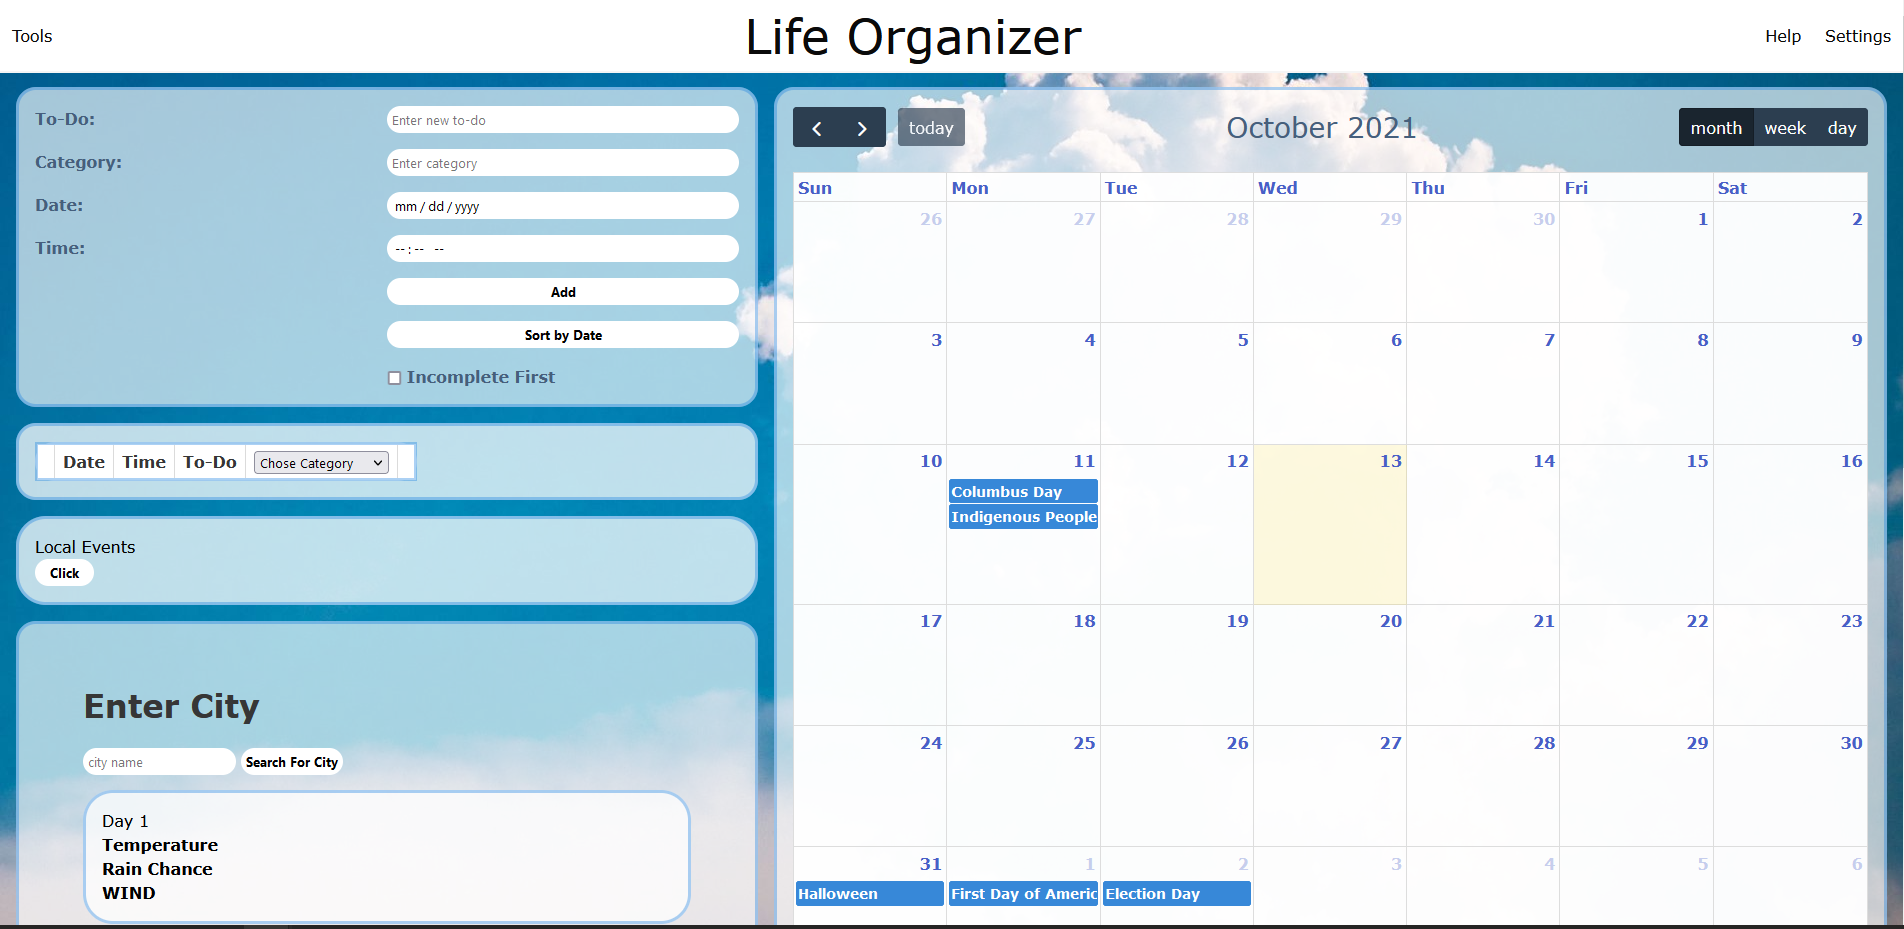 Tools
Life Organizer
Help Settings
To-Do: Enter new to-do
Category: Enter category
Date: mm / dd / yyyy
Time: -- : -- --
Add
Sort by Date
Incomplete First
Date Time To-Do Chose Category
Local Events
Click
Enter City
city name Search For City
Day 1
Temperature
Rain Chance
WIND
today October 2021 month week day
Sun Mon Tue Wed Thu Fri Sat
26 27 28 29 30 1 2
3 4 5 6 7 8 9
10 11 12 13 14 15 16
Columbus Day
Indigenous People
17 18 19 20 21 22 23
24 25 26 27 28 29 30
31 1 2 3 4 5 6
Halloween First Day of Americ Election Day